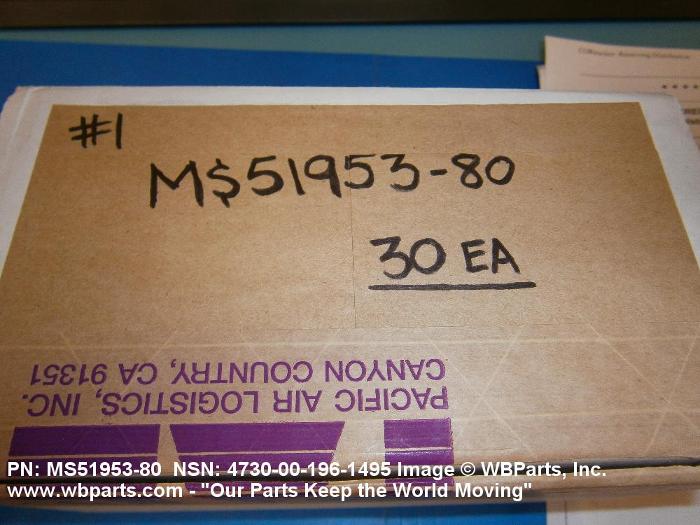 #1
M$51953-80
30 EA
PACIFIC AIR LOGISTICS, INC.
CANYON COUNTRY, CA 91351
PN: MS51953-80 NSN: 4730-00-196-1495 Image © WBParts, Inc.
www.wbparts.com - "Our Parts Keep the World Moving"